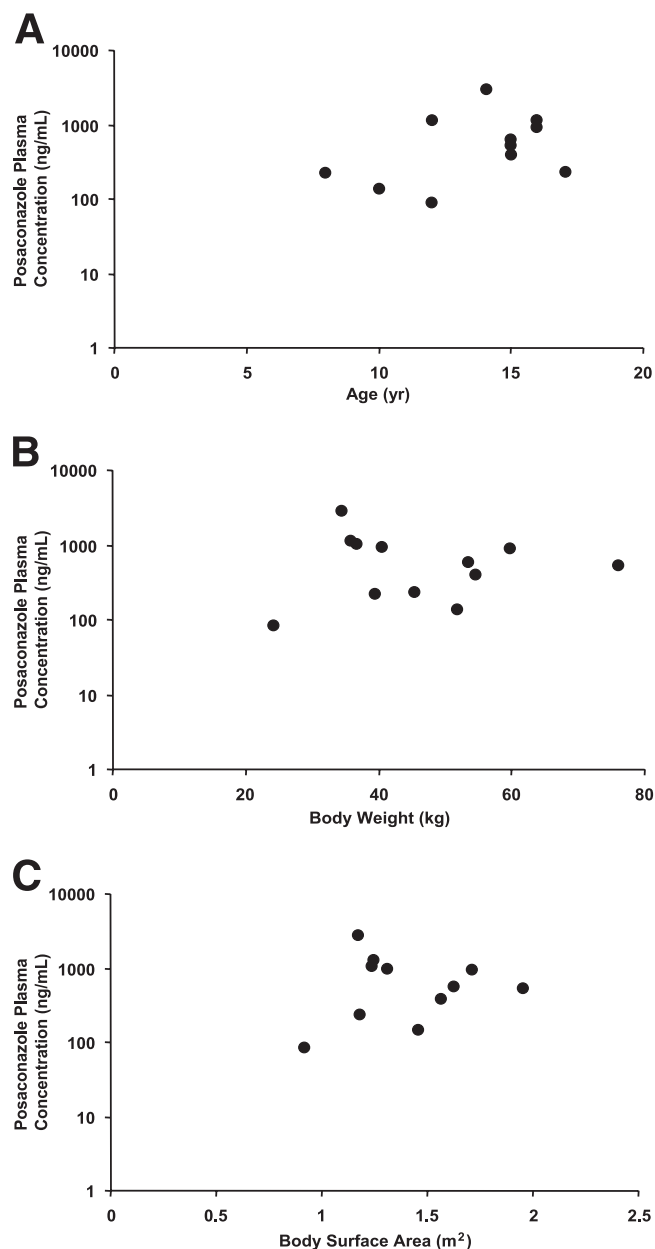 A
Posaconazole Plasma
Concentration (ng/mL)
10000
1000
100
10
1
0 5 10 15 20
Age (yr)
B
Posaconazole Plasma
Concentration (ng/mL)
10000
1000
100
10
1
0 20 40 60 80
Body Weight (kg)
C
Posaconazole Plasma
Concentration (ng/mL)
10000
1000
100
10
1
0 0.5 1 1.5 2 2.5
Body Surface Area (m²)